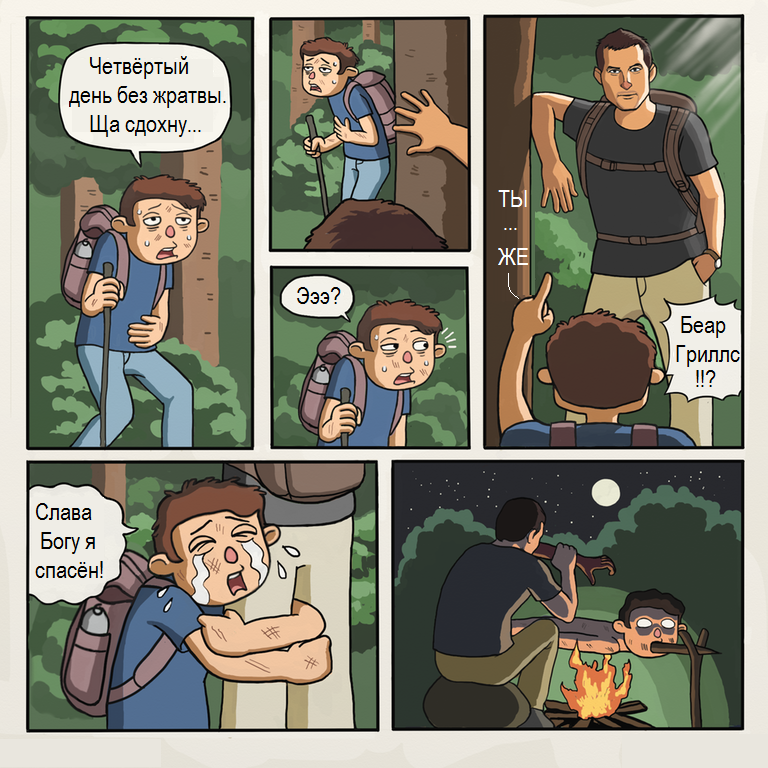 Четвёртый
день без жратвы.
Ща сдохну...
Эээ?
ТЫ
...
ЖЕ
Беар
Гриллс
!!?
Слава
Богу я
спасён!